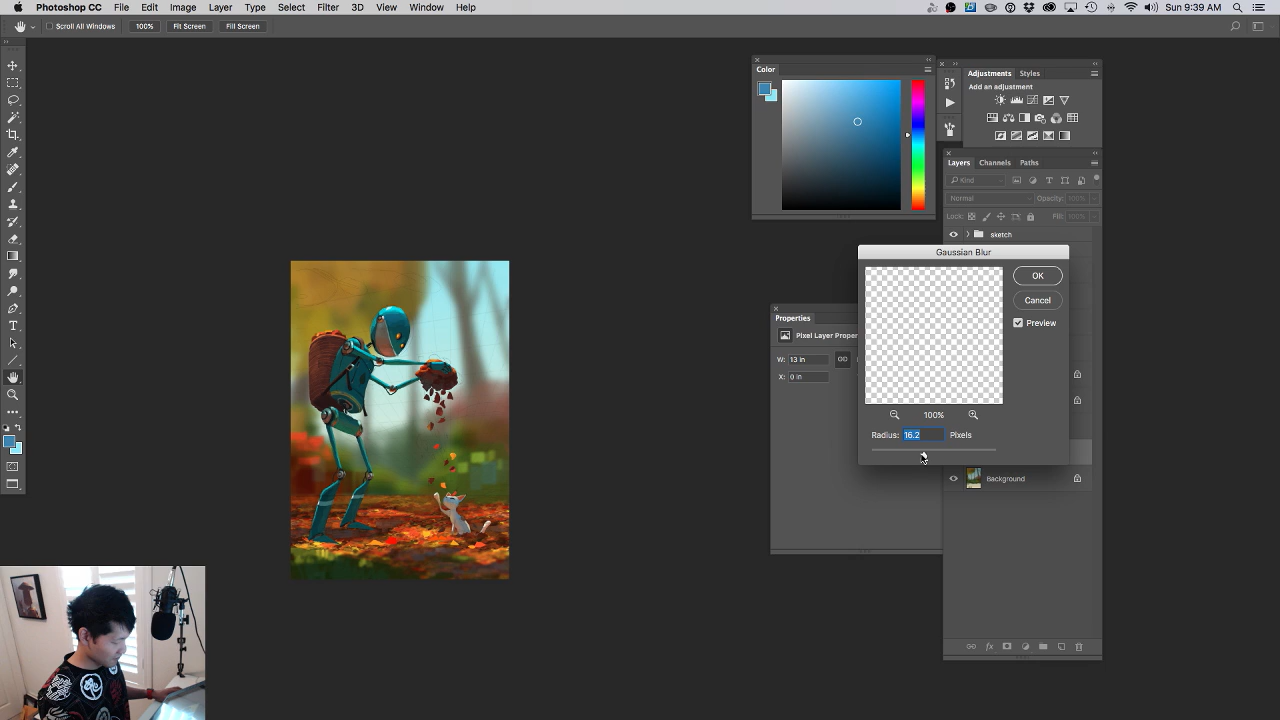 Photoshop CC File Edit Image Layer Type Select Filter 3D View Window Help Sun 9:39 AM
Scroll All Windows 100% Fit Screen Fill Screen
Color
Adjustments Styles
Add an adjustment
Layers Channels Paths
Kind
Normal Opacity: 100%
Lock: Fill: 100%
sketch
Gaussian Blur
OK
Cancel
Preview
100%
Radius: 16.2 Pixels
Properties
Pixel Layer Proper
W: 13 in
X: 0 in
Background